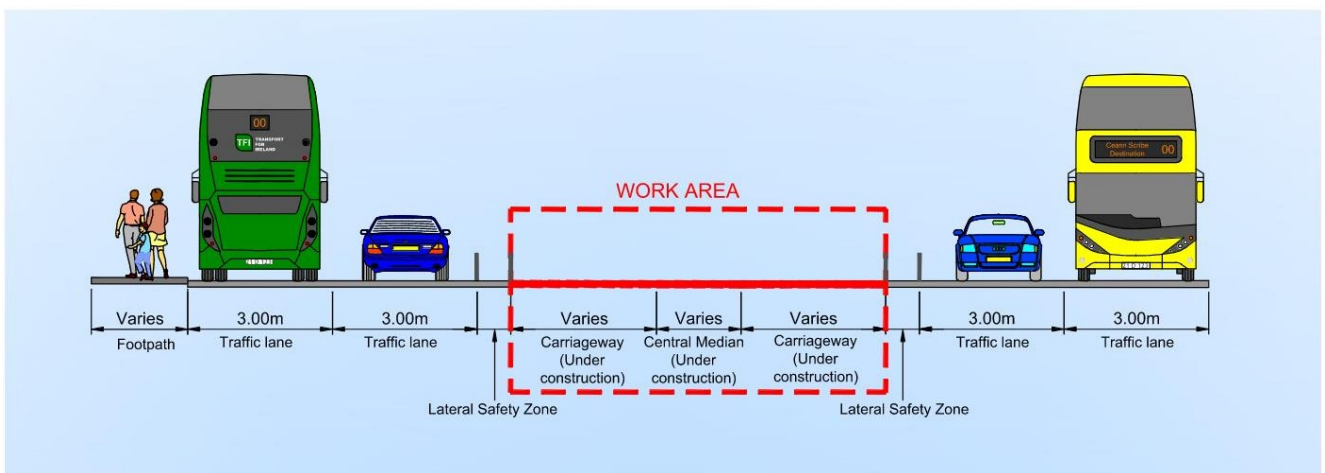 00
TFI
TRANSPORT
FOR
IRELAND
Ceann Scribe
Destination
00
WORK AREA
Varies
3.00m
3.00m
Varies
Varies
Varies
3.00m
3.00m
Footpath
Traffic lane
Traffic lane
Carriageway
(Under
construction)
Central Median
(Under
construction)
Carriageway
(Under
construction)
Traffic lane
Traffic lane
Lateral Safety Zone
Lateral Safety Zone